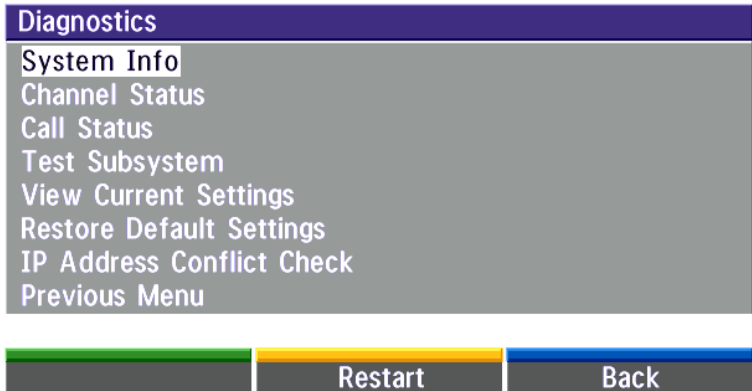 Diagnostics
System Info
Channel Status
Call Status
Test Subsystem
View Current Settings
Restore Default Settings
IP Address Conflict Check
Previous Menu
Restart Back